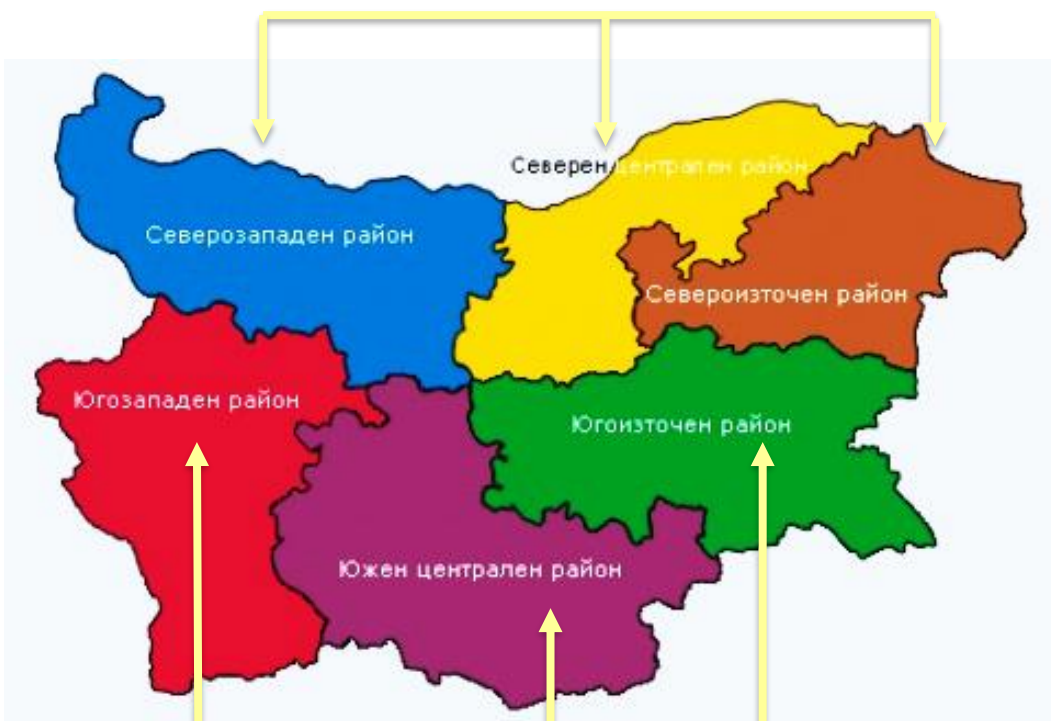 Северен централен район
Северозападен район
Североизточен район
Югозападен район
Югоизточен район
Южен централен район